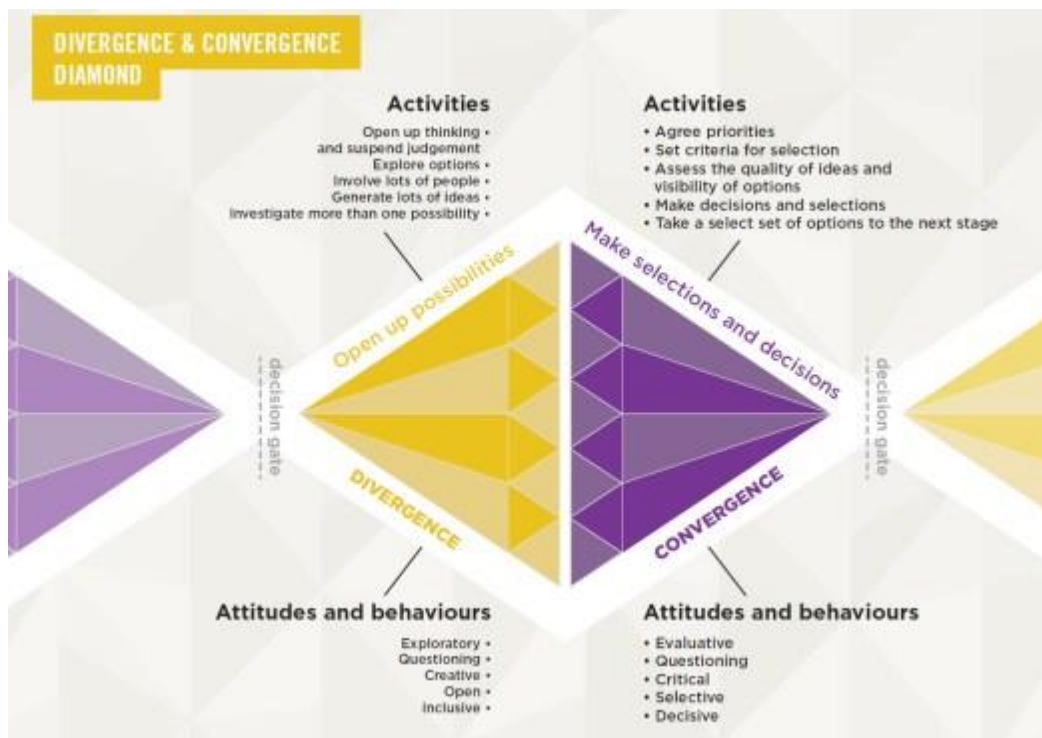 DIVERGENCE & CONVERGENCE
DIAMOND
Activities
Open up thinking •
and suspend judgement
Explore options •
Involve lots of people •
Generate lots of ideas •
Investigate more than one possibility •
Activities
• Agree priorities
• Set criteria for selection
• Assess the quality of ideas and
visibility of options
• Make decisions and selections
• Take a select set of options to the next stage
Open up possibilities
Make selections and decisions
decision gate
decision gate
DIVERGENCE
CONVERGENCE
Attitudes and behaviours
Exploratory •
Questioning •
Creative •
Open •
Inclusive •
Attitudes and behaviours
• Evaluative
• Questioning
• Critical
• Selective
• Decisive